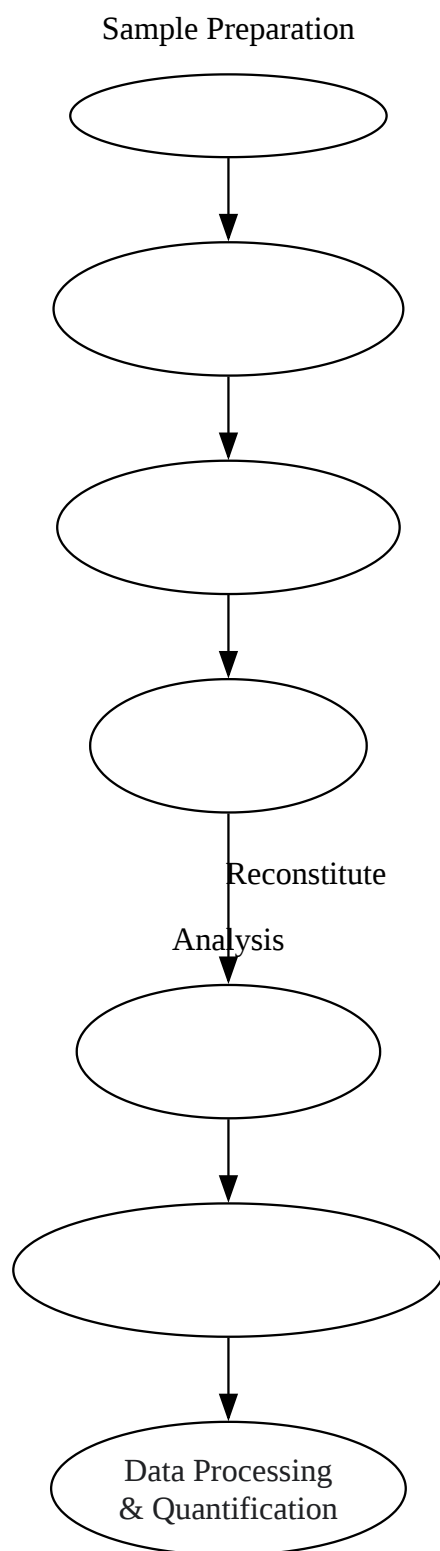 Sample Preparation
Reconstitute
Analysis
Data Processing
& Quantification